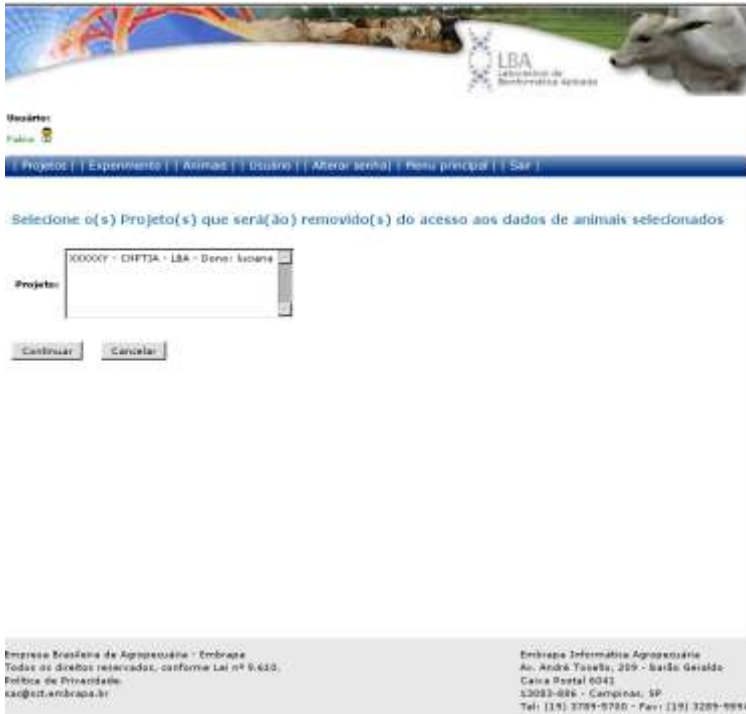 LBA
Laboratório de
Bioinformática Aplicada
Usuário:
Fabio
| Projetos | | Experimento | | Animais | | Usuário | | Alterar senha | | Menu principal | | Sair |
Selecione o(s) Projeto(s) que será(ão) removido(s) do acesso aos dados de animais selecionados
Projeto:
XXXXXY - CNPTIA - LBA - Dono: luciana
Continuar
Cancelar
Empresa Brasileira de Agropecuária - Embrapa
Todos os direitos reservados, conforme Lei nº 9.610.
Política de Privacidade
sac@sct.embrapa.br
Embrapa Informática Agropecuária
Av. André Tosello, 209 - Barão Geraldo
Caixa Postal 6041
13083-886 - Campinas, SP
Tel: (19) 3789-5700 - Fax: (19) 3289-9594